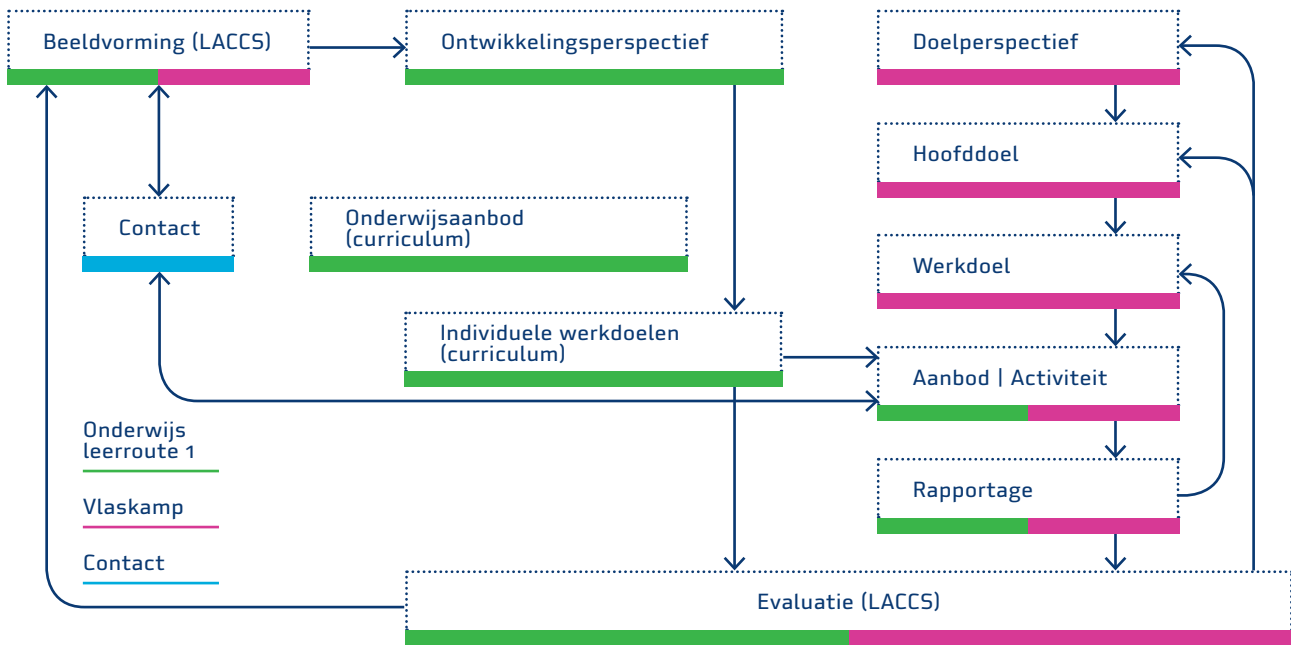 Beeldvorming (LACCS)
Ontwikkelingsperspectief
Doelperspectief
Hoofddoel
Contact
Onderwijsaanbod
(curriculum)
Werkdoel
Individuele werkdoelen
(curriculum)
Aanbod | Activiteit
Onderwijs
leerroute 1
Rapportage
Vlaskamp
Contact
Evaluatie (LACCS)